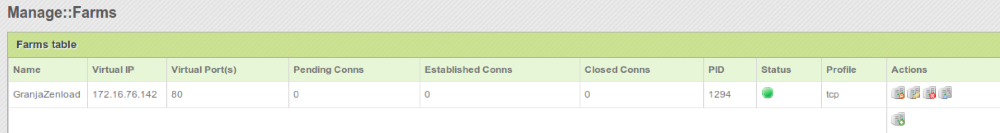 Manage::Farms
Farms table
Name Virtual IP Virtual Port(s) Pending Conns Established Conns Closed Conns PID Status Profile Actions
GranjaZenload 172.16.76.142 80 0 0 0 1294 tcp